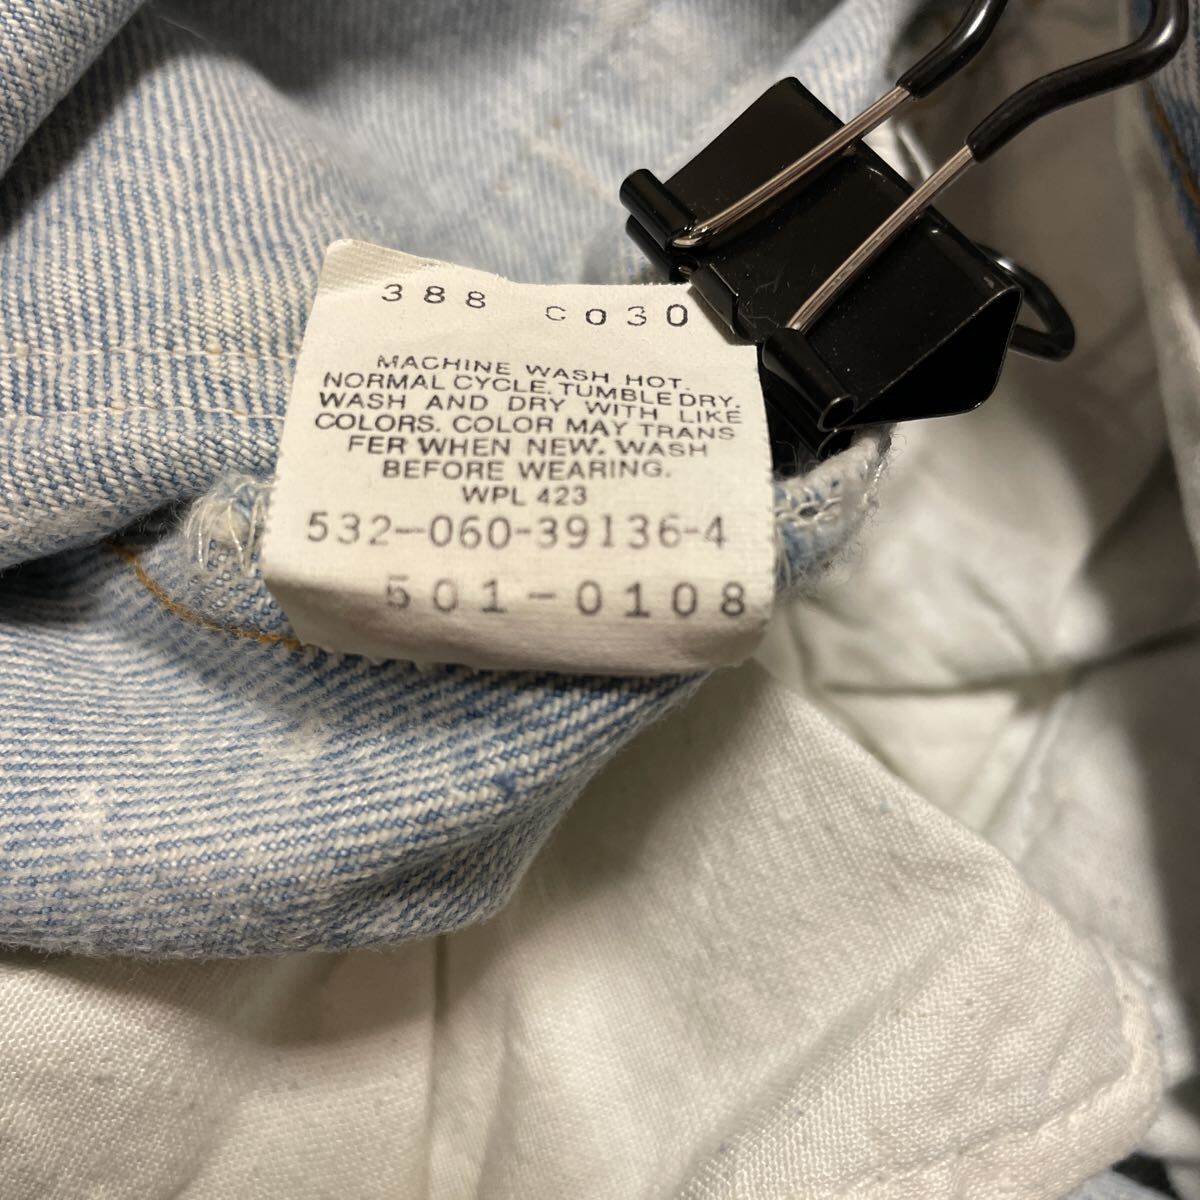 388 co30
MACHINE WASH HOT.
NORMAL CYCLE. TUMBLE DRY.
WASH AND DRY WITH LIKE
COLORS. COLOR MAY TRANS
FER WHEN NEW. WASH
BEFORE WEARING.
WPL 423
532-060-39136-4
501-0108